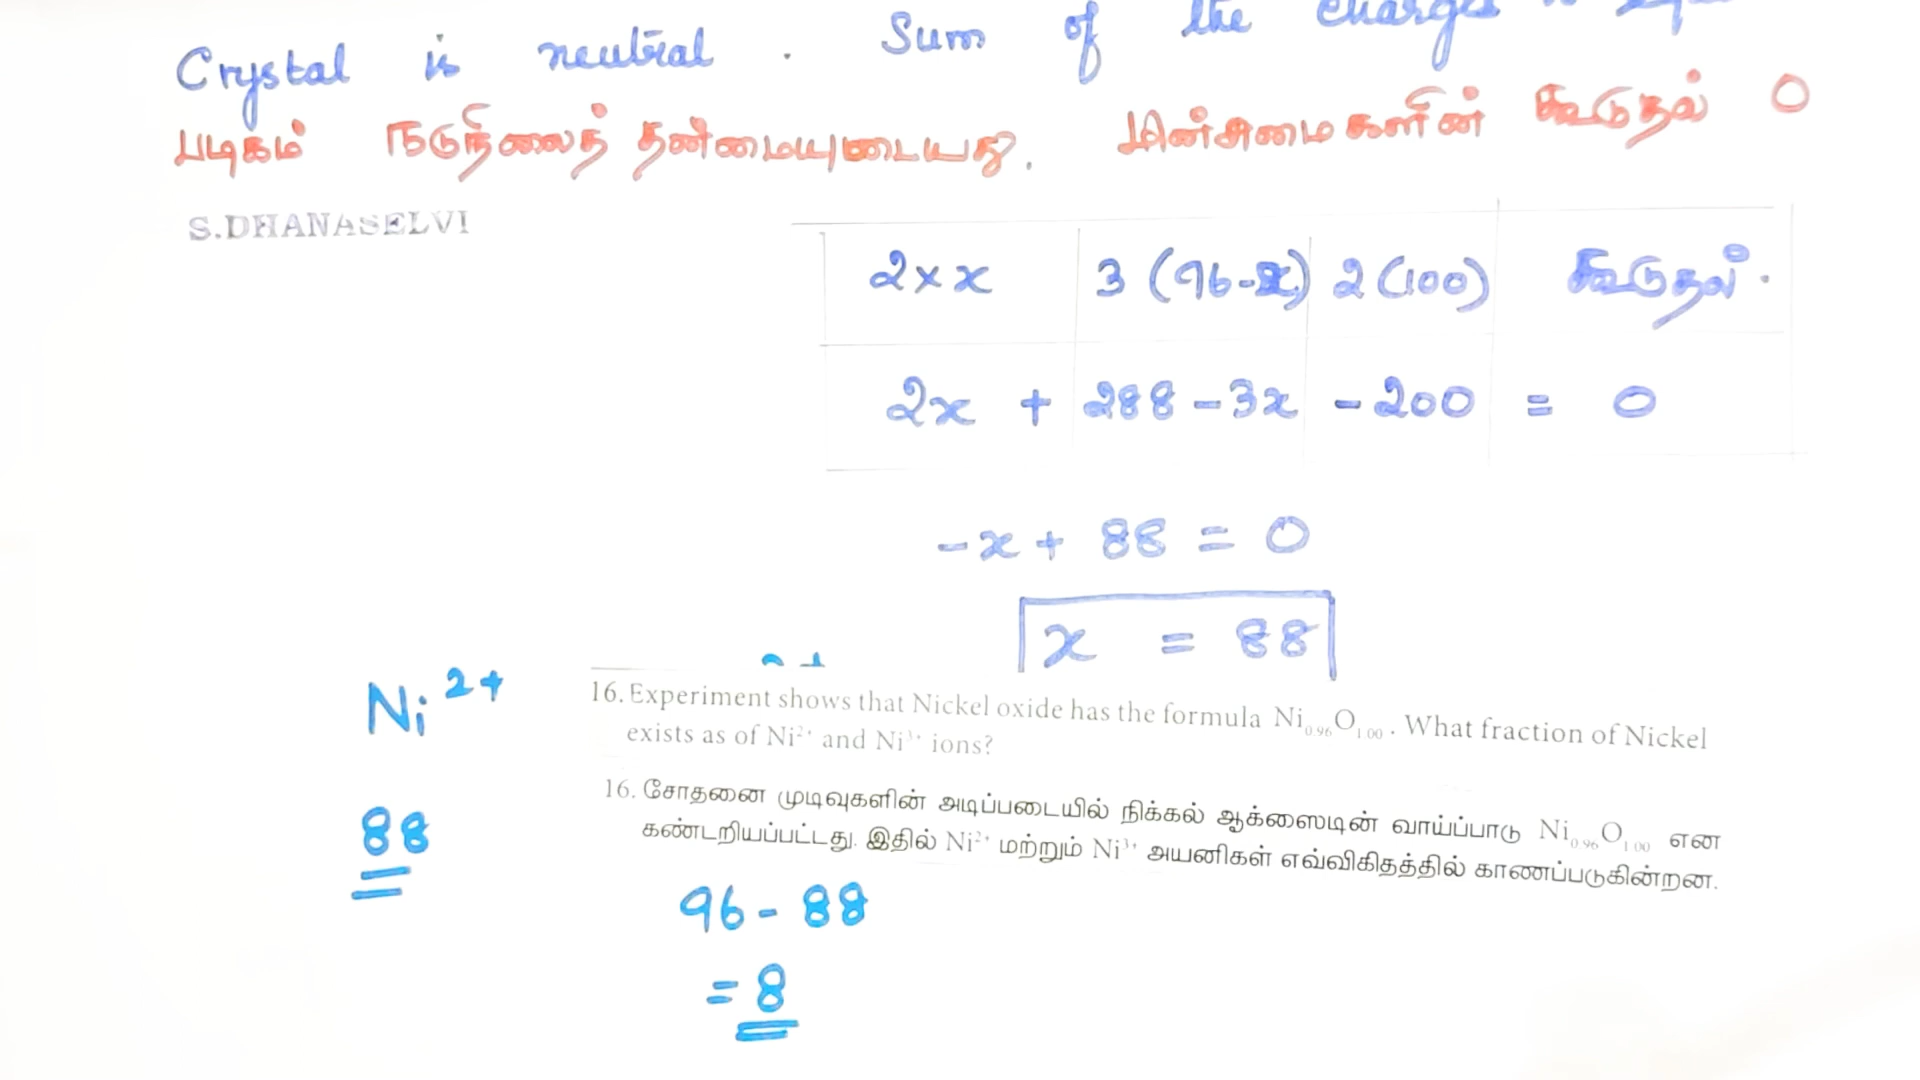 Crystal is neutral . Sum of the charges
படிகம் நடுநிலைத் தன்மையுடையது. மின்சுமைகளின் கூடுதல் 0
S.DHANASELVI
2×x 3 (96-x) 2 (100) கூடுதல்.
2x + 288 - 3x - 200 = 0
-x + 88 = 0
x = 88
Ni²⁺
16. Experiment shows that Nickel oxide has the formula Ni₀.₉₆O₁.₀₀. What fraction of Nickel
exists as of Ni²⁺ and Ni³⁺ ions?
16. சோதனை முடிவுகளின் அடிப்படையில் நிக்கல் ஆக்ஸைடின் வாய்ப்பாடு Ni₀.₉₆O₁.₀₀ என
கண்டறியப்பட்டது. இதில் Ni²⁺ மற்றும் Ni³⁺ அயனிகள் எவ்விகிதத்தில் காணப்படுகின்றன.
88
96 - 88
= 8